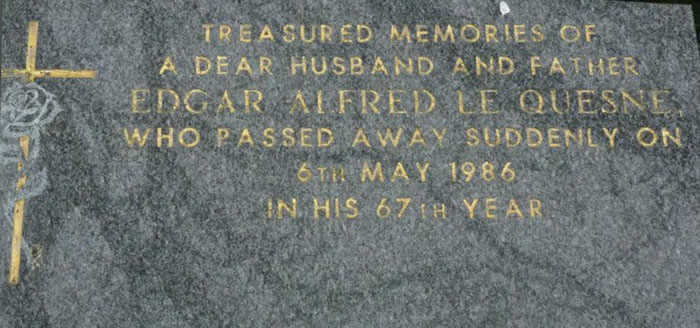 TREASURED MEMORIES OF
A DEAR HUSBAND AND FATHER
EDGAR ALFRED LE QUESNE,
WHO PASSED AWAY SUDDENLY ON
6TH MAY 1986
IN HIS 67TH YEAR